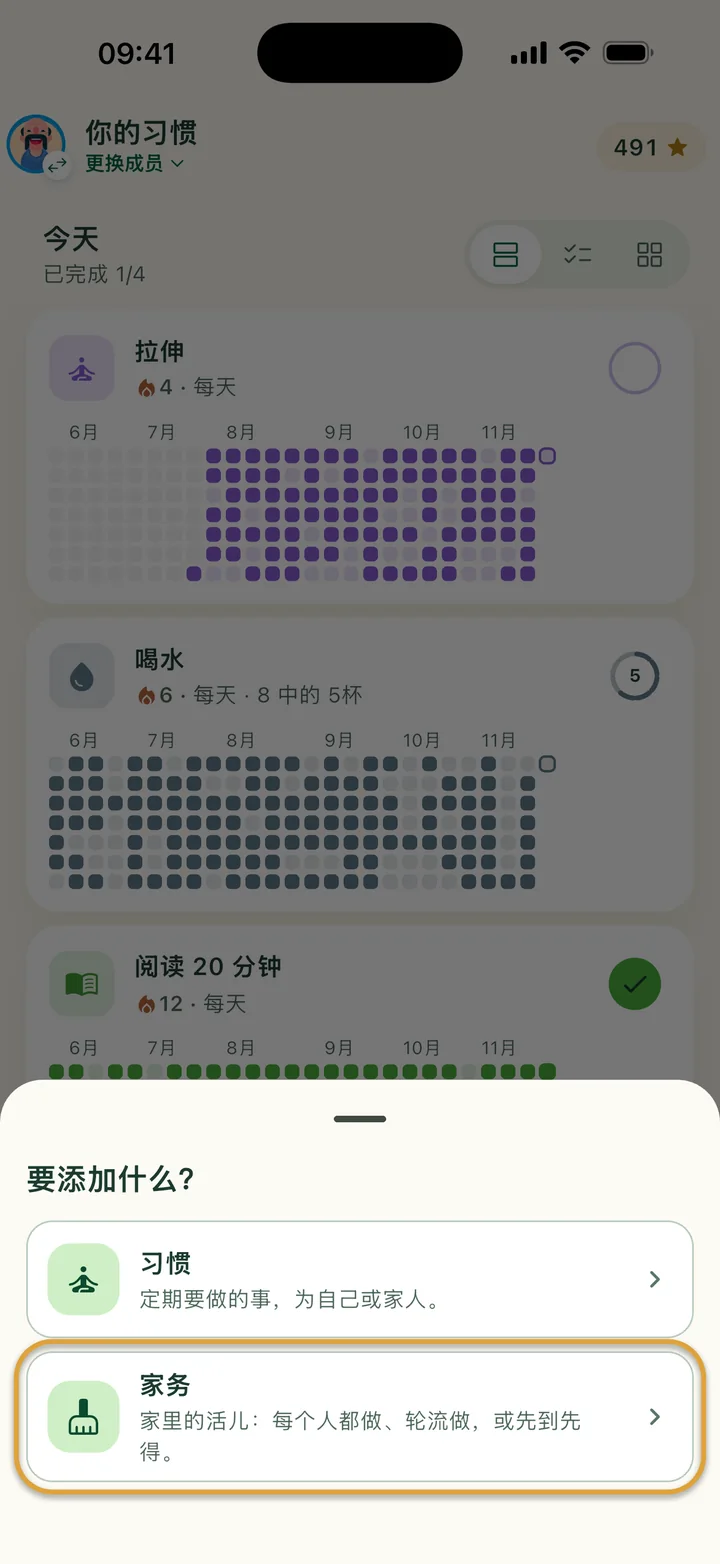 09:41
你的习惯
更换成员
491
今天
已完成 1/4
拉伸
4 · 每天
6月 7月 8月 9月 10月 11月
喝水
6 · 每天 · 8 中的 5杯
5
6月 7月 8月 9月 10月 11月
阅读 20 分钟
12 · 每天
6月 7月 8月 9月 10月 11月
要添加什么?
习惯
定期要做的事，为自己或家人。
家务
家里的活儿：每个人都做、轮流做，或先到先
得。